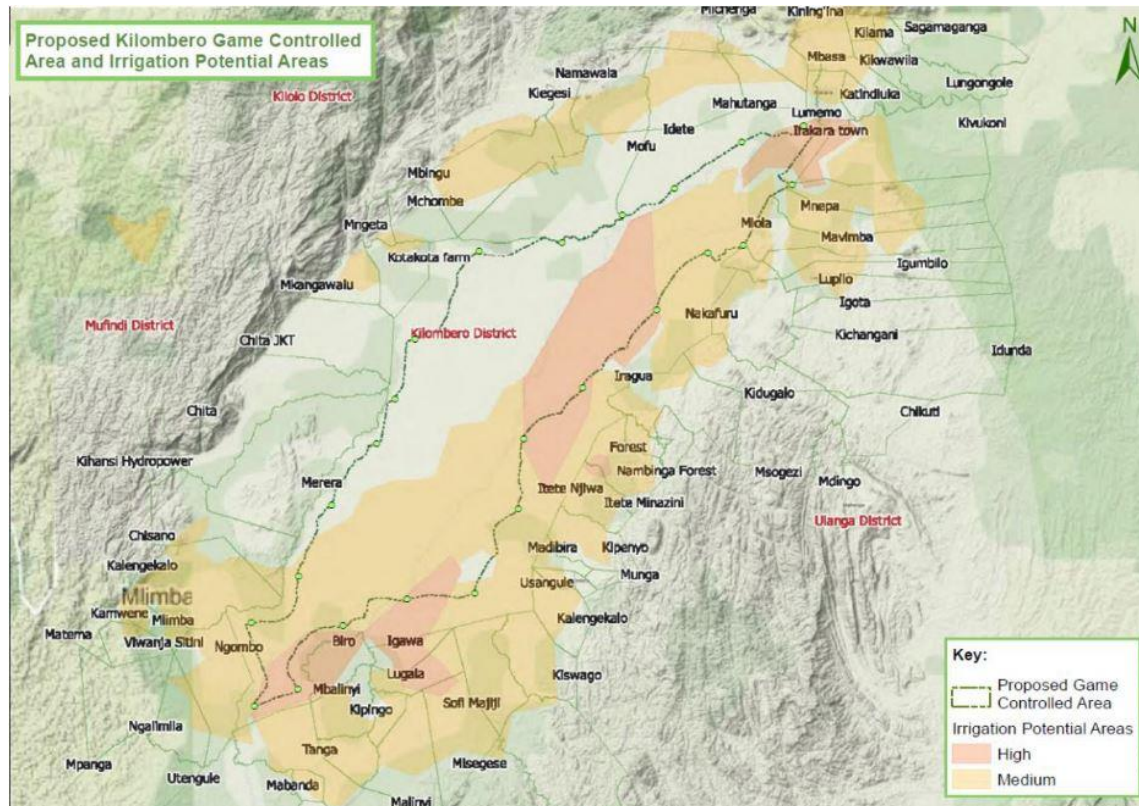 Proposed Kilombero Game Controlled
Area and Irrigation Potential Areas
Michenga
Kining'ina
Sagamaganga
N
Kilama
Mbasa
Kikwawila
Namawala
Kiegesi
Lungongole
Kilolo District
Katindiuka
Mahutanga
Lumemo
Kivukoni
Idete
Ifakara town
Mofu
Mbingu
Mchombe
Mnepa
Mngeta
Miola
Mavimba
Kotakota farm
Igumbilo
Lupilo
Mkangawalu
Igota
Nakafuru
Mufindi District
Kilombero District
Kichangani
Chita JKT
Idunda
Iragua
Kidugalo
Chita
Chikuti
Forest
Kihansi Hydropower
Nambinga Forest
Msogezi
Merera
Mdingo
Itete Njiwa
Itete Minazini
Ulanga District
Chisano
Madibira
Kipenyo
Kalengekalo
Munga
Usangule
Mlimba
Kamwene
Mlimba
Kalengekalo
Matema
Viwanja Sitini
Ngombo
Biro
Igawa
Key:
Lugala
Kiswago
Mbalinyi
Proposed Game
Controlled Area
Sofi Majiji
Kipingo
Ngalimila
Irrigation Potential Areas
Tanga
High
Mpanga
Misegese
Utengule
Mabanda
Medium
Malinyi